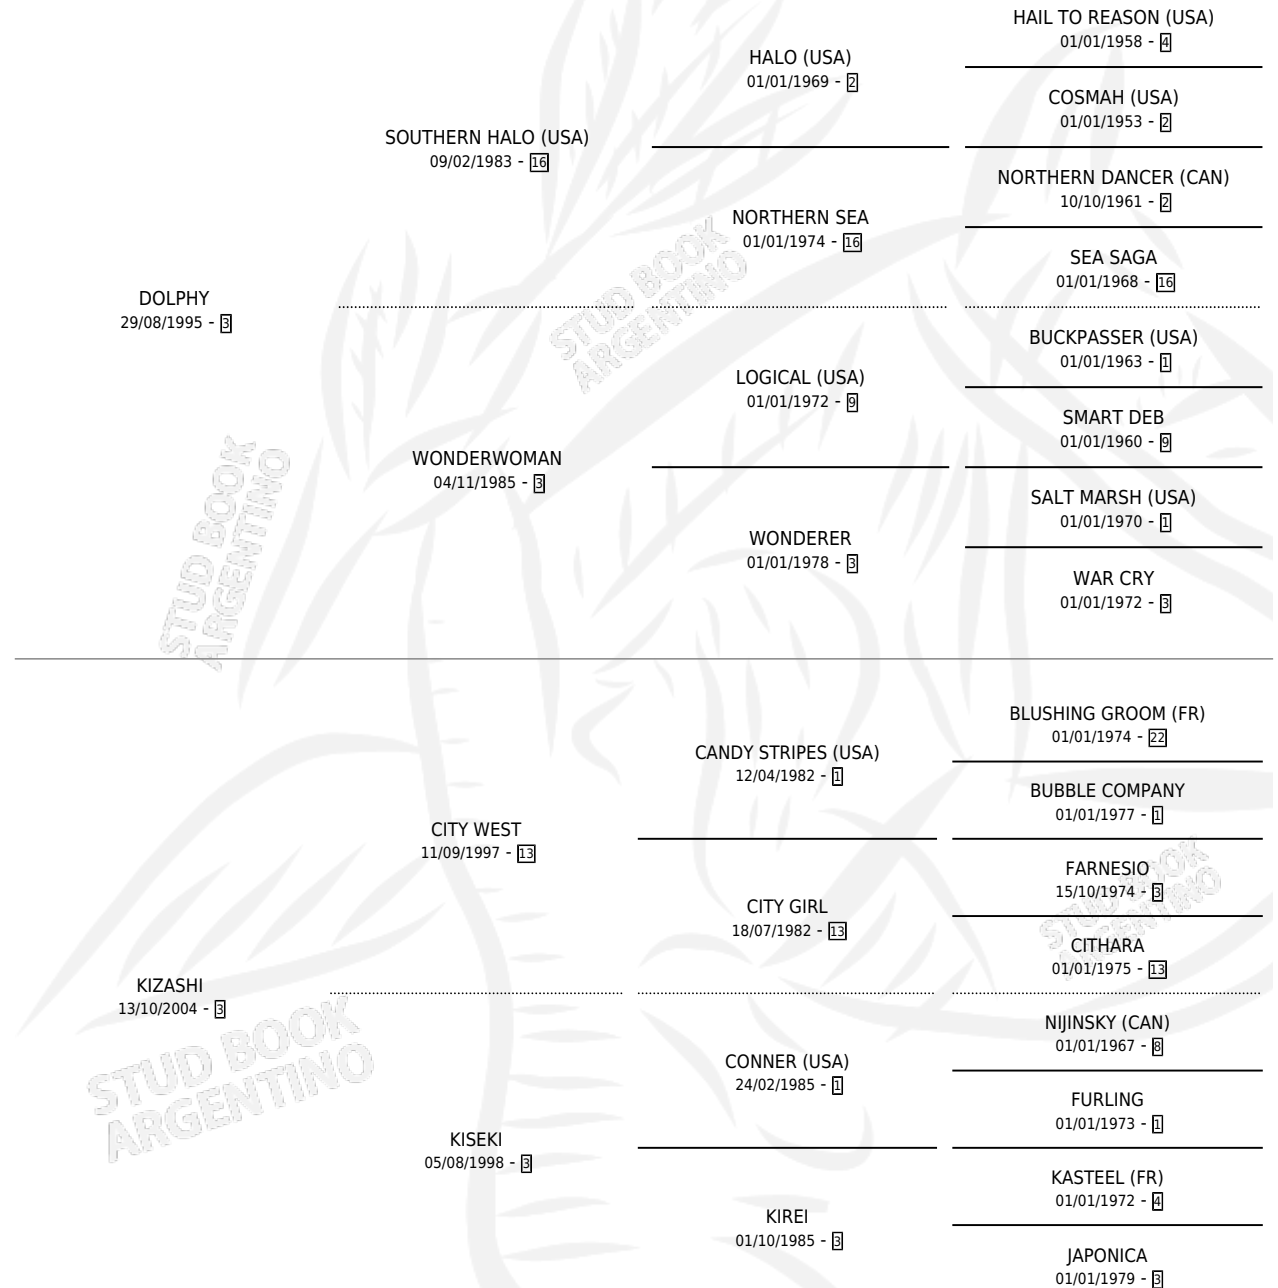 HAIL TO REASON (USA)
01/01/1958 - 4
HALO (USA)
01/01/1969 - 2
COSMAH (USA)
01/01/1953 - 2
SOUTHERN HALO (USA)
09/02/1983 - 16
NORTHERN DANCER (CAN)
10/10/1961 - 2
NORTHERN SEA
01/01/1974 - 16
SEA SAGA
01/01/1968 - 16
STUD BOOK
ARGENTINO
DOLPHY
29/08/1995 - 3
BUCKPASSER (USA)
01/01/1963 - 1
LOGICAL (USA)
01/01/1972 - 9
SMART DEB
01/01/1960 - 9
WONDERWOMAN
04/11/1985 - 3
SALT MARSH (USA)
01/01/1970 - 1
WONDERER
01/01/1978 - 3
WAR CRY
01/01/1972 - 3
STUD BOOK
ARGENTINO
BLUSHING GROOM (FR)
01/01/1974 - 22
CANDY STRIPES (USA)
12/04/1982 - 1
BUBBLE COMPANY
01/01/1977 - 1
CITY WEST
11/09/1997 - 13
FARNESIO
15/10/1974 - 3
CITY GIRL
18/07/1982 - 13
STUD BOOK
ARGENTINO
CITHARA
01/01/1975 - 13
KIZASHI
13/10/2004 - 3
STUD BOOK
ARGENTINO
NIJINSKY (CAN)
01/01/1967 - 8
CONNER (USA)
24/02/1985 - 1
FURLING
01/01/1973 - 1
KISEKI
05/08/1998 - 3
KASTEEL (FR)
01/01/1972 - 4
KIREI
01/10/1985 - 3
JAPONICA
01/01/1979 - 3